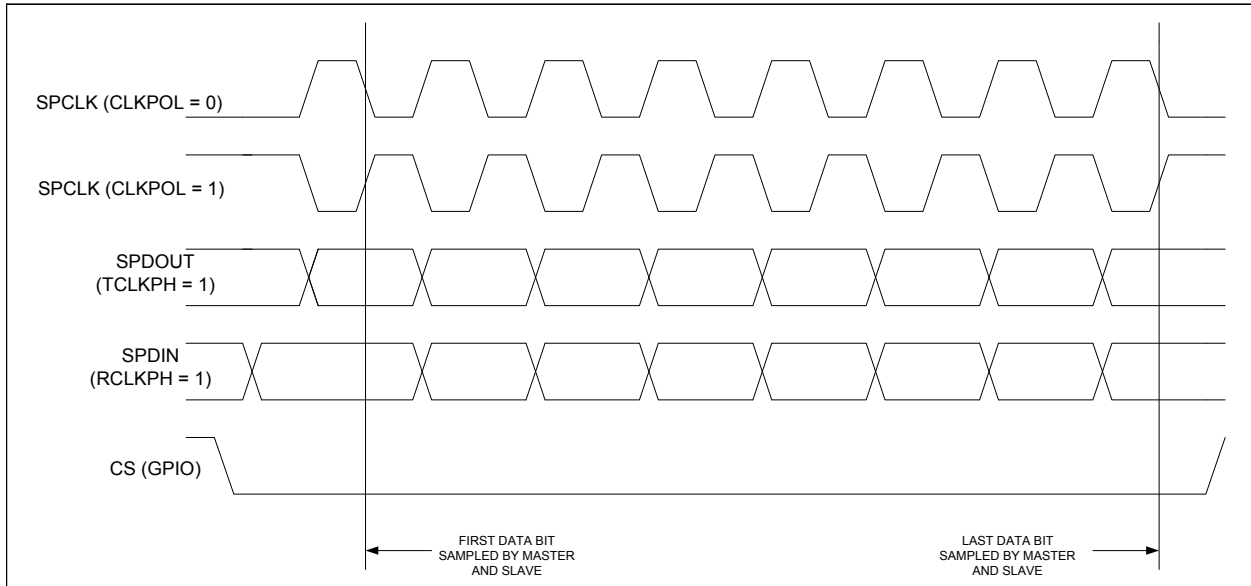 SPCLK (CLKPOL = 0)
SPCLK (CLKPOL = 1)
SPDOUT
(TCLKPH = 1)
SPDIN
(RCLKPH = 1)
CS (GPIO)
FIRST DATA BIT
SAMPLED BY MASTER
AND SLAVE
LAST DATA BIT
SAMPLED BY MASTER
AND SLAVE